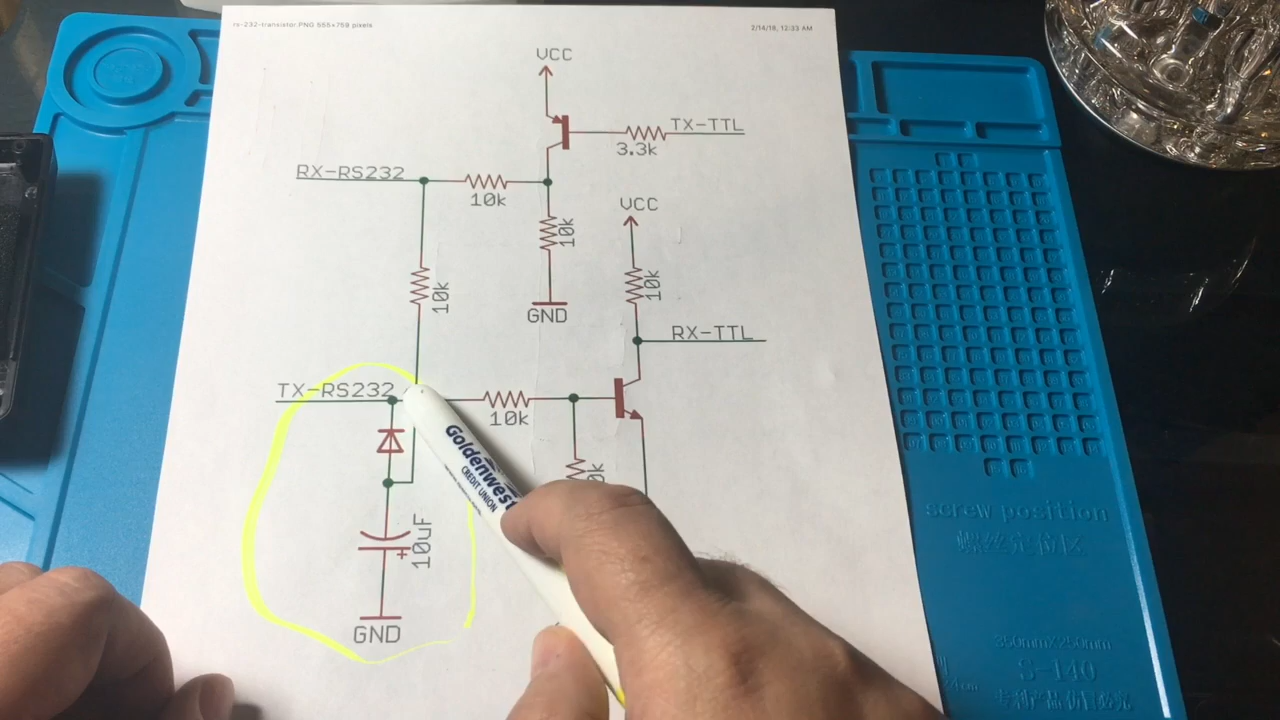 rs-232-transistor.PNG 555×759 pixels
2/14/18, 12:33 AM
VCC
TX-TTL
3.3k
RX-RS232
10k
10k
VCC
10k
10k
GND
RX-TTL
TX-RS232
10k
Goldenwest
CREDIT UNION
0k
10uF
+
GND
screw position
螺丝定位区
350mmX250mm
S-140